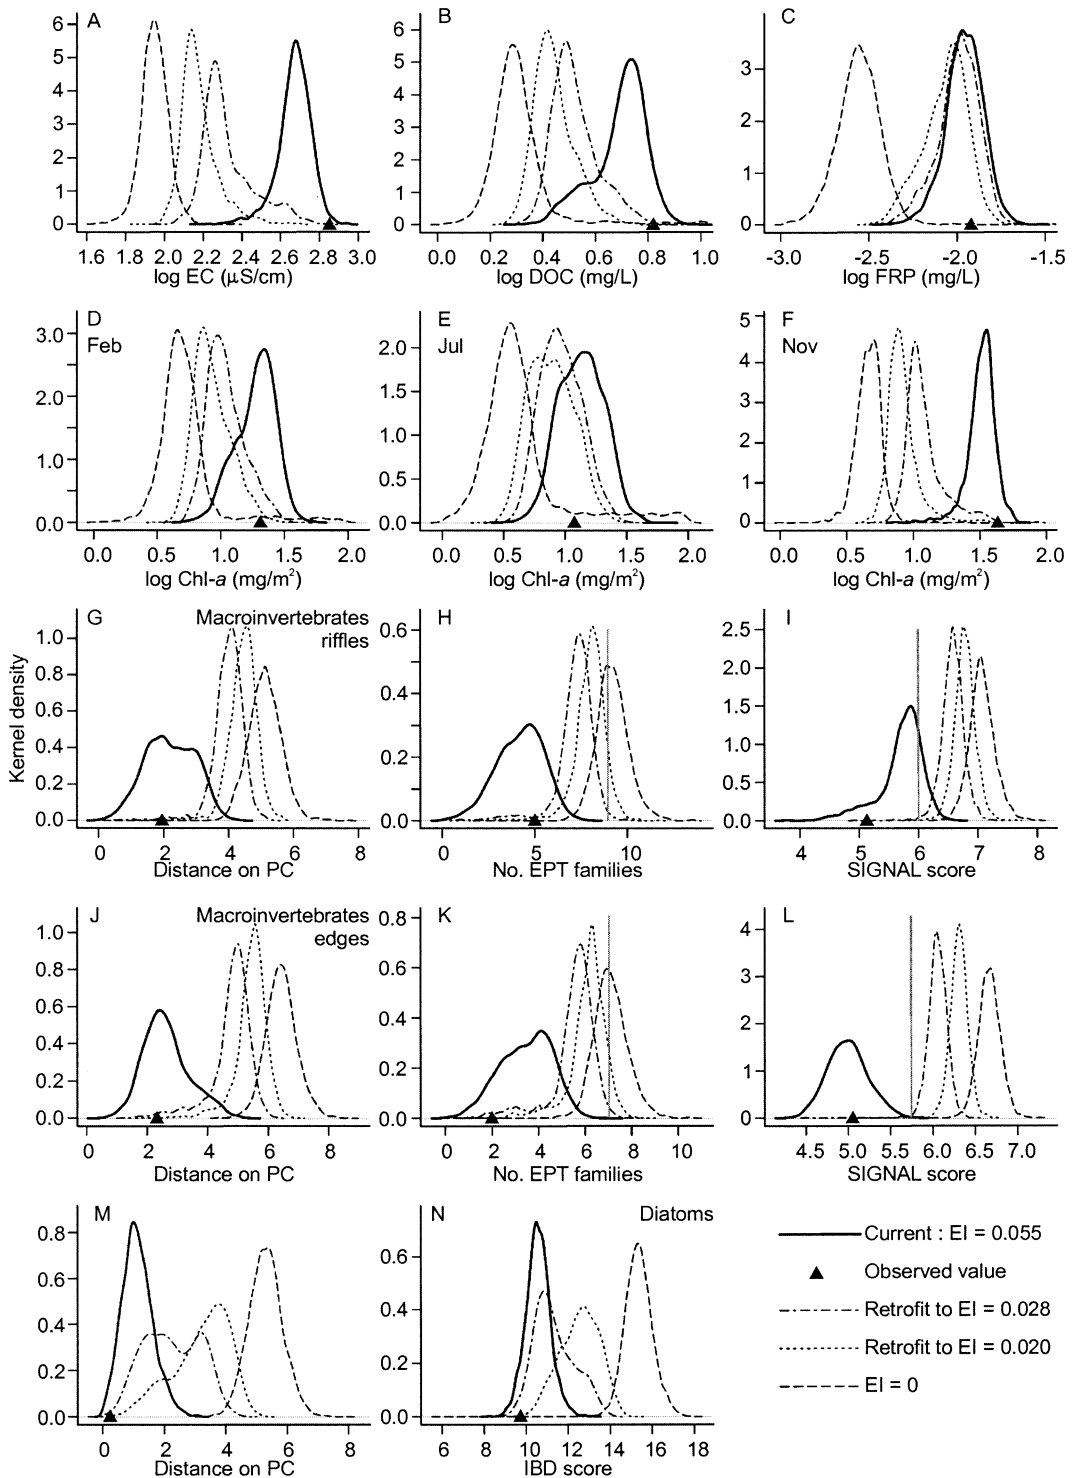 A
B
C
6
5
4
3
2
1
0
1.6 1.8 2.0 2.2 2.4 2.6 2.8 3.0
log EC (μS/cm)
6
5
4
3
2
1
0
0.0 0.2 0.4 0.6 0.8 1.0
log DOC (mg/L)
3
2
1
0
-3.0 -2.5 -2.0 -1.5
log FRP (mg/L)
D
Feb
3.0
2.0
1.0
0.0
0.0 0.5 1.0 1.5 2.0
log Chl-a (mg/m²)
E
Jul
2.0
1.5
1.0
0.5
0.0
0.0 0.5 1.0 1.5 2.0
log Chl-a (mg/m²)
F
Nov
5
4
3
2
1
0
0.0 0.5 1.0 1.5 2.0
log Chl-a (mg/m²)
Kernel density
G
Macroinvertebrates
riffles
1.0
0.8
0.6
0.4
0.2
0.0
0 2 4 6 8
Distance on PC
H
0.6
0.4
0.2
0.0
0 5 10
No. EPT families
I
2.5
2.0
1.5
1.0
0.5
0.0
4 5 6 7 8
SIGNAL score
J
Macroinvertebrates
edges
1.0
0.8
0.6
0.4
0.2
0.0
0 2 4 6 8
Distance on PC
K
0.8
0.6
0.4
0.2
0.0
0 2 4 6 8 10
No. EPT families
L
4
3
2
1
0
4.5 5.0 5.5 6.0 6.5 7.0
SIGNAL score
M
0.8
0.6
0.4
0.2
0.0
0 2 4 6 8
Distance on PC
N
Diatoms
0.6
0.4
0.2
0.0
6 8 10 12 14 16 18
IBD score
Current : EI = 0.055
Observed value
Retrofit to EI = 0.028
Retrofit to EI = 0.020
EI = 0